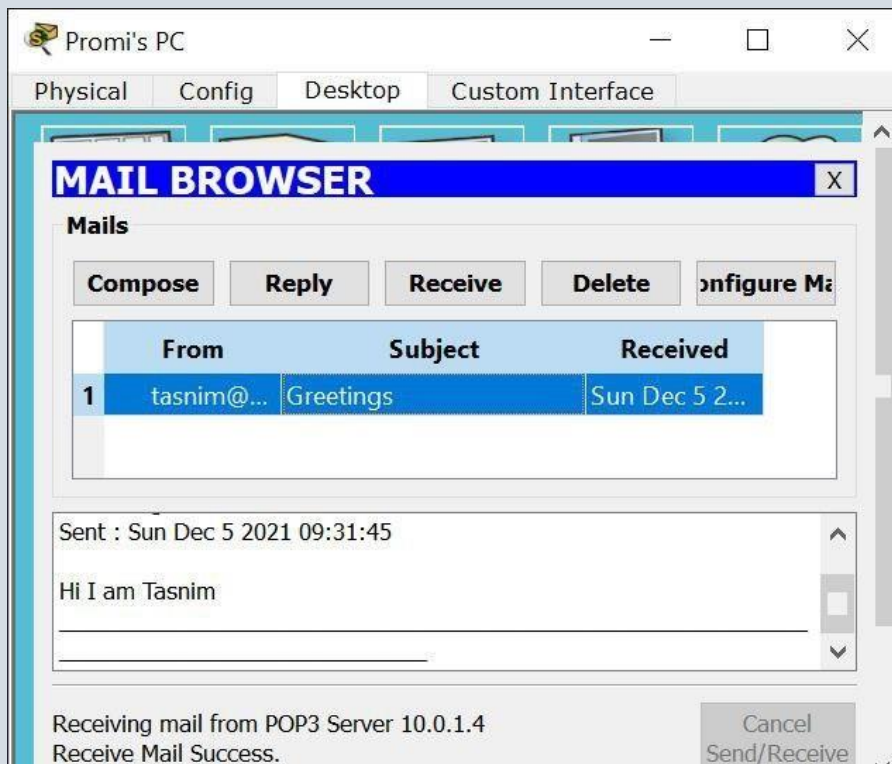 Promi's PC
Physical Config Desktop Custom Interface
MAIL BROWSER X
Mails
Compose Reply Receive Delete onfigure Ma
From Subject Received
1 tasnim@... Greetings Sun Dec 5 2...
Sent : Sun Dec 5 2021 09:31:45
Hi I am Tasnim
Receiving mail from POP3 Server 10.0.1.4
Receive Mail Success.
Cancel
Send/Receive